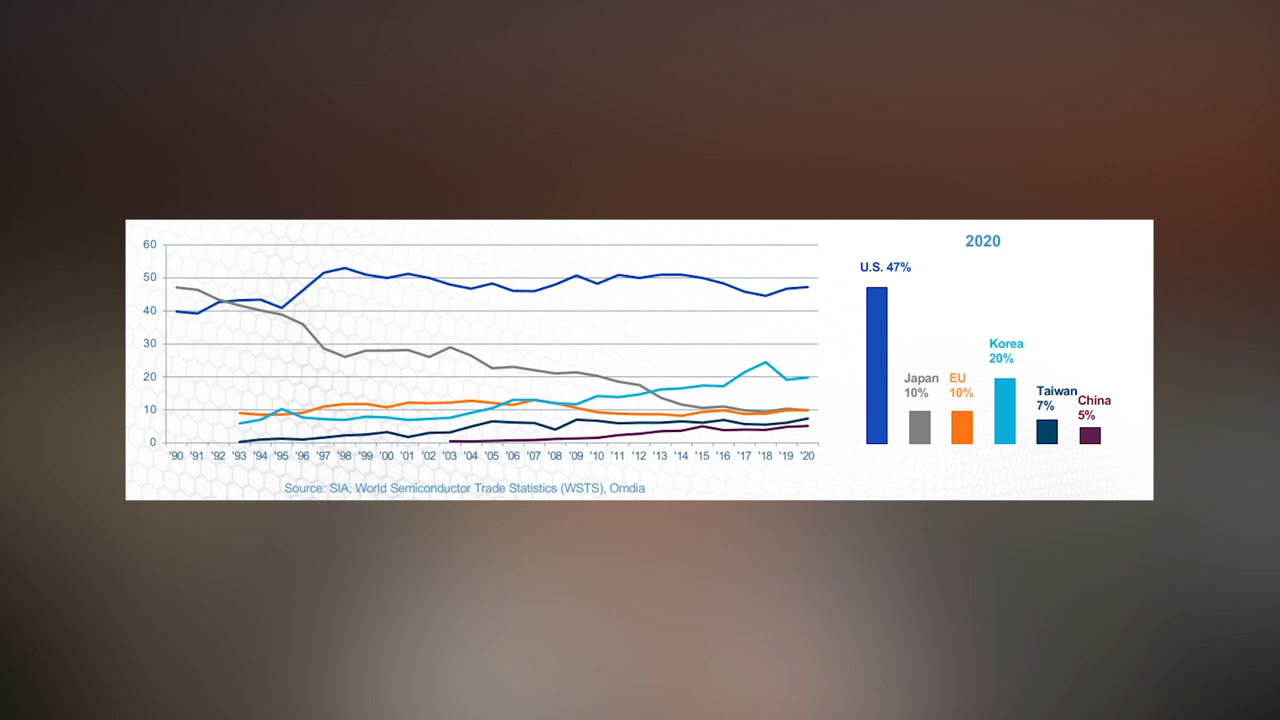 60
50
40
30
20
10
0
'90 '91 '92 '93 '94 '95 '96 '97 '98 '99 '00 '01 '02 '03 '04 '05 '06 '07 '08 '09 '10 '11 '12 '13 '14 '15 '16 '17 '18 '19 '20
Source: SIA, World Semiconductor Trade Statistics (WSTS), Omdia
2020
U.S. 47%
Japan
10%
EU
10%
Korea
20%
Taiwan
7%
China
5%